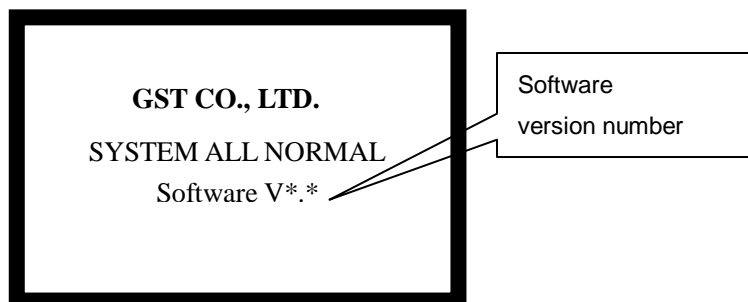 GST CO., LTD.
SYSTEM ALL NORMAL
Software V*.*
Software
version number